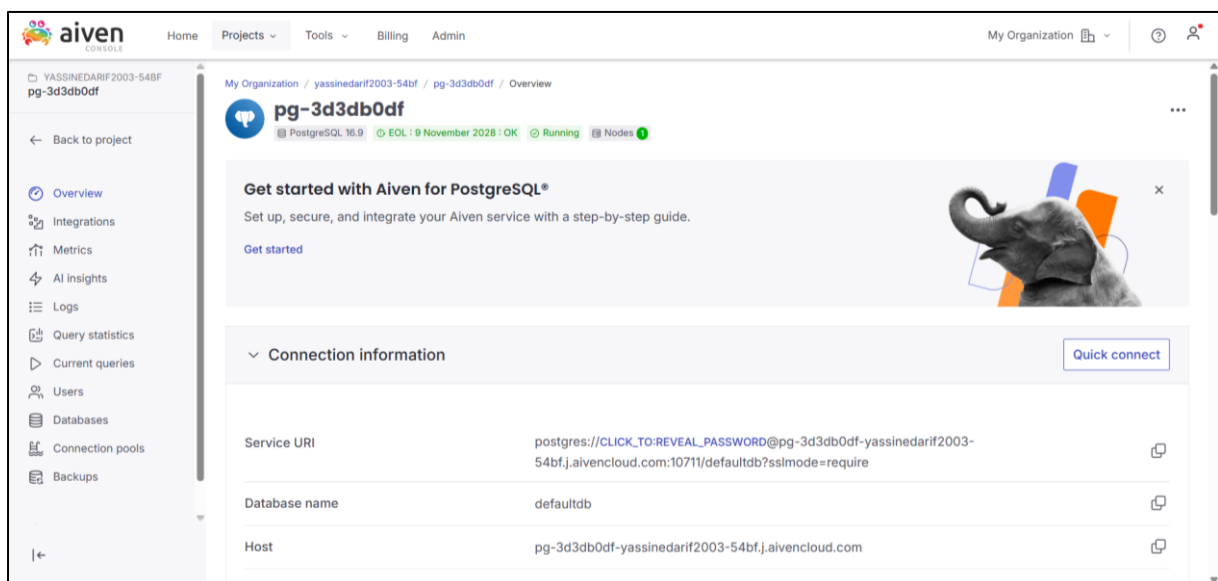 aiven
CONSOLE
Home
Projects
Tools
Billing
Admin
My Organization
YASSINEDARIF2003-54BF
pg-3d3db0df
Back to project
Overview
Integrations
Metrics
AI insights
Logs
Query statistics
Current queries
Users
Databases
Connection pools
Backups
My Organization / yassinedarif2003-54bf / pg-3d3db0df / Overview
pg-3d3db0df
PostgreSQL 16.9 EOL : 9 November 2028 : OK Running Nodes 1
Get started with Aiven for PostgreSQL®
Set up, secure, and integrate your Aiven service with a step-by-step guide.
Get started
Connection information
Quick connect
Service URI
postgres://CLICK_TO:REVEAL_PASSWORD@pg-3d3db0df-yassinedarif2003-
54bf.j.aivencloud.com:10711/defaultdb?sslmode=require
Database name
defaultdb
Host
pg-3d3db0df-yassinedarif2003-54bf.j.aivencloud.com